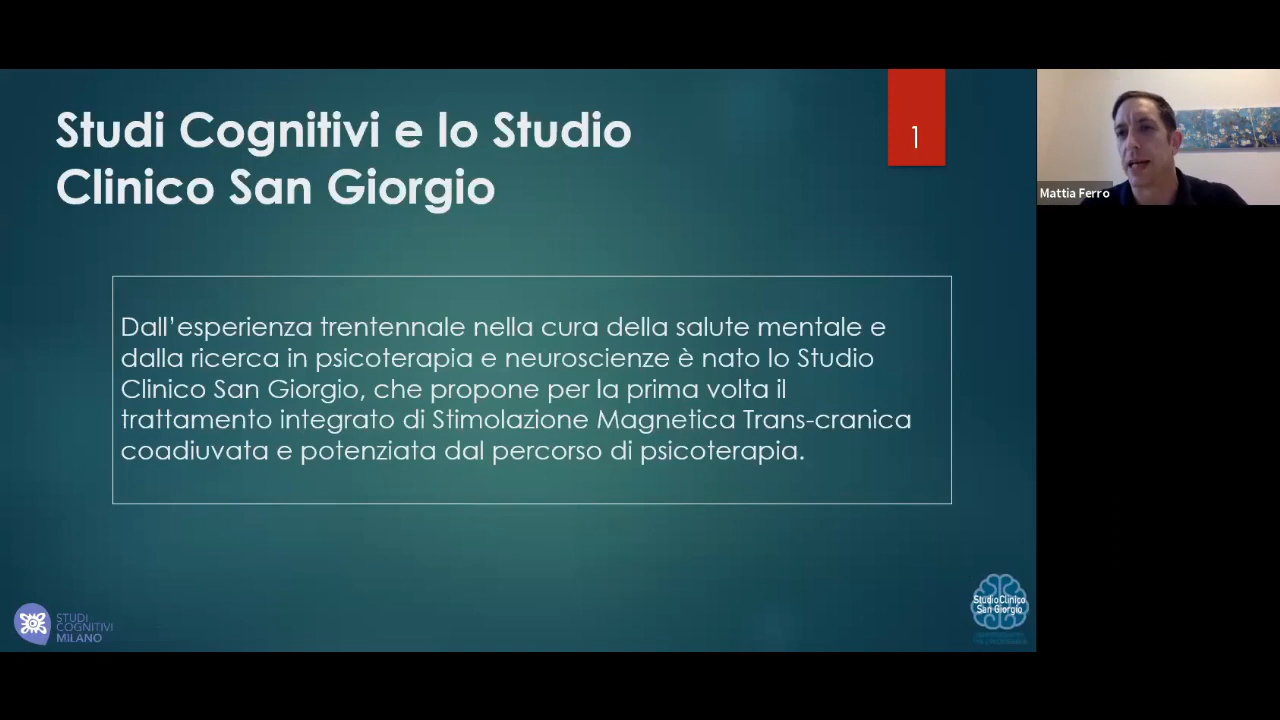 Studi Cognitivi e lo Studio
Clinico San Giorgio
1
Mattia Ferro
Dall'esperienza trentennale nella cura della salute mentale e
dalla ricerca in psicoterapia e neuroscienze è nato lo Studio
Clinico San Giorgio, che propone per la prima volta il
trattamento integrato di Stimolazione Magnetica Trans-cranica
coadiuvata e potenziata dal percorso di psicoterapia.
STUDI
COGNITIVI
MILANO
Studio Clinico
San Giorgio